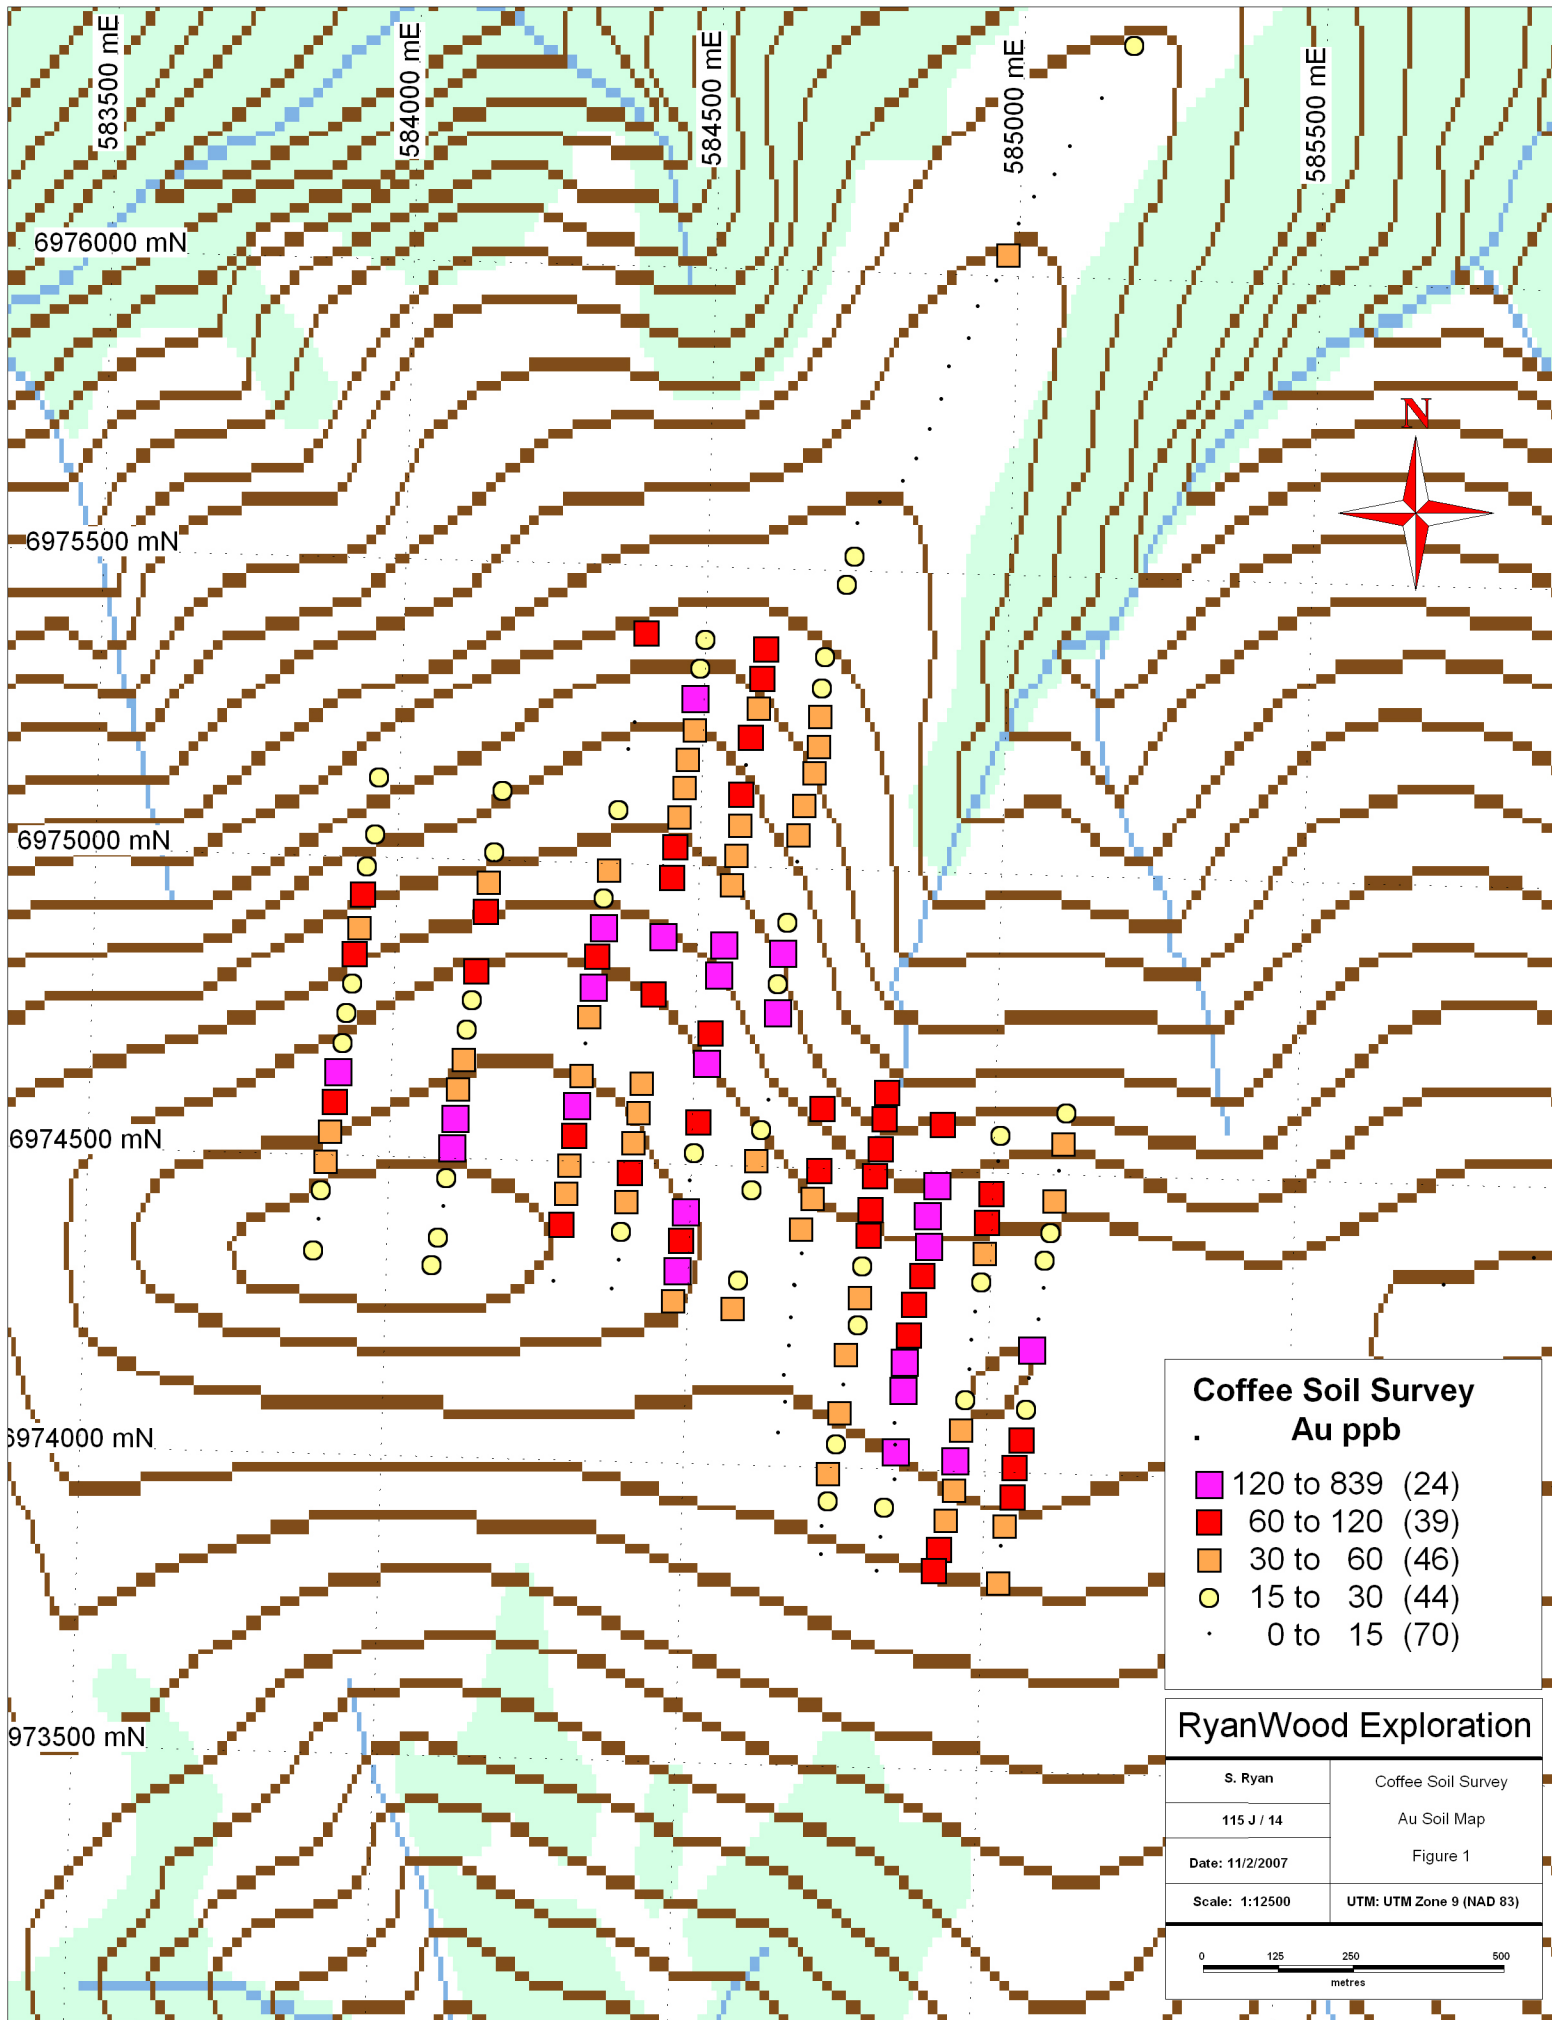 583500 mE
584000 mE
584500 mE
585000 mE
585500 mE
6976000 mN
N
6975500 mN
6975000 mN
6974500 mN
6974000 mN
973500 mN
Coffee Soil Survey
. Au ppb
120 to 839 (24)
60 to 120 (39)
30 to 60 (46)
15 to 30 (44)
0 to 15 (70)
RyanWood Exploration
S. Ryan
115 J / 14
Date: 11/2/2007
Scale: 1:12500
Coffee Soil Survey
Au Soil Map
Figure 1
UTM: UTM Zone 9 (NAD 83)
0 125 250 500
metres